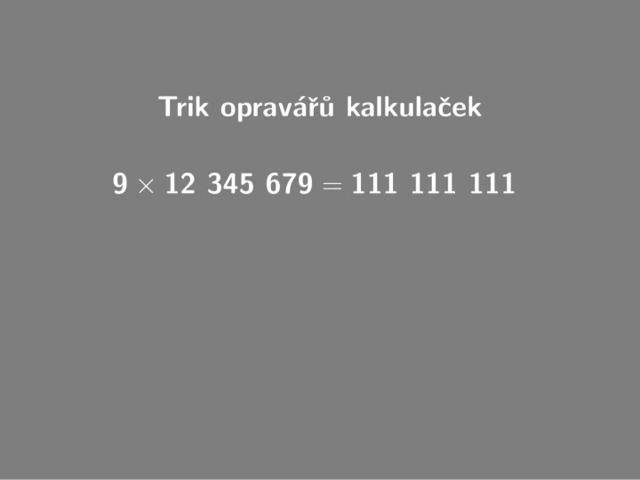 Trik opravářů kalkulaček
9 × 12 345 679 = 111 111 111